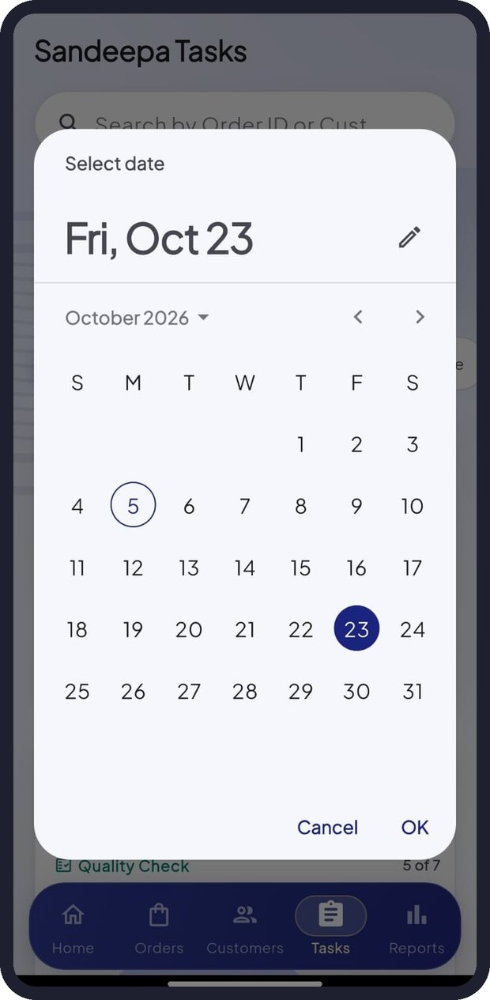 Sandeepa Tasks
Search by Order ID or Cust
Select date
Fri, Oct 23
October 2026
S M T W T F S
1 2 3
4 5 6 7 8 9 10
11 12 13 14 15 16 17
18 19 20 21 22 23 24
25 26 27 28 29 30 31
Cancel OK
Quality Check 5 of 7
Home Orders Customers Tasks Reports